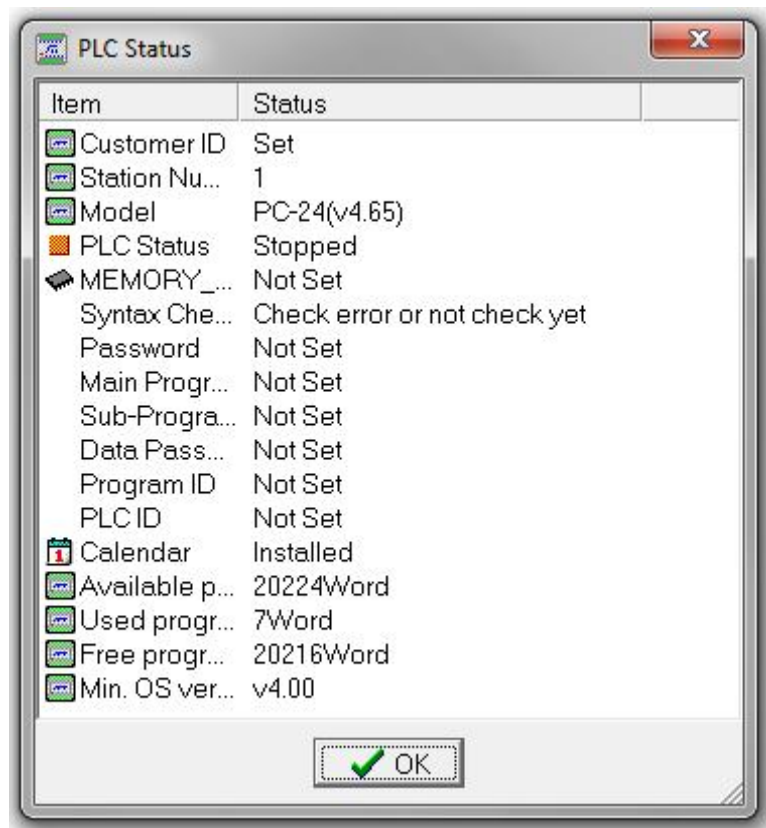 PLC Status
Item Status
Customer ID Set
Station Nu... 1
Model PC-24(v4.65)
PLC Status Stopped
MEMORY_... Not Set
Syntax Che... Check error or not check yet
Password Not Set
Main Progr... Not Set
Sub-Progra... Not Set
Data Pass... Not Set
Program ID Not Set
PLC ID Not Set
Calendar Installed
Available p... 20224Word
Used progr... 7Word
Free progr... 20216Word
Min. OS ver... v4.00
OK